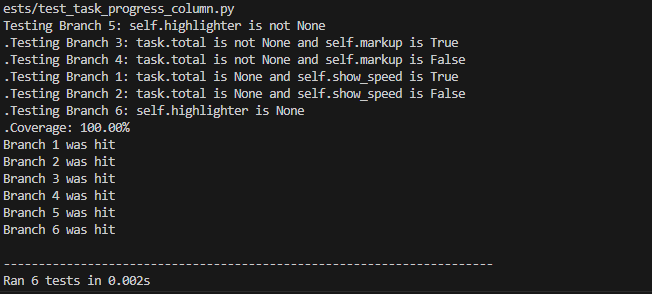 ests/test_task_progress_column.py
Testing Branch 5: self.highlighter is not None
.Testing Branch 3: task.total is not None and self.markup is True
.Testing Branch 4: task.total is not None and self.markup is False
.Testing Branch 1: task.total is None and self.show_speed is True
.Testing Branch 2: task.total is None and self.show_speed is False
.Testing Branch 6: self.highlighter is None
.Coverage: 100.00%
Branch 1 was hit
Branch 2 was hit
Branch 3 was hit
Branch 4 was hit
Branch 5 was hit
Branch 6 was hit
----------------------------------------------------------------------
Ran 6 tests in 0.002s